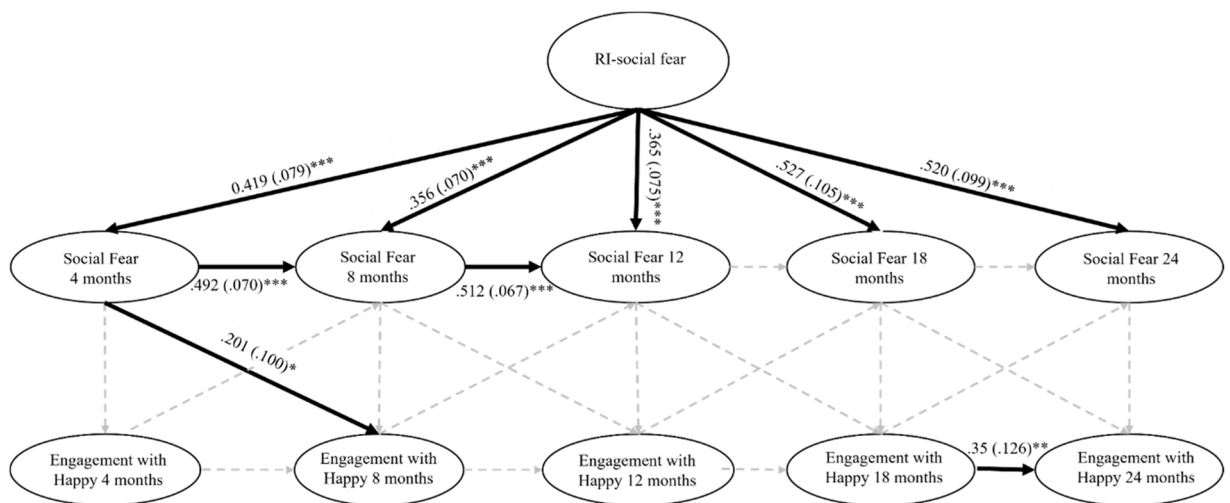 RI-social fear
0.419 (.079)***
.356 (.070)***
.365 (.075)***
.527 (.105)***
.520 (.099)***
Social Fear
4 months
Social Fear
8 months
Social Fear 12
months
Social Fear 18
months
Social Fear 24
months
.492 (.070)***
.512 (.067)***
.201 (.100)*
Engagement with
Happy 4 months
Engagement with
Happy 8 months
Engagement with
Happy 12 months
Engagement with
Happy 18 months
.35 (.126)**
Engagement with
Happy 24 months